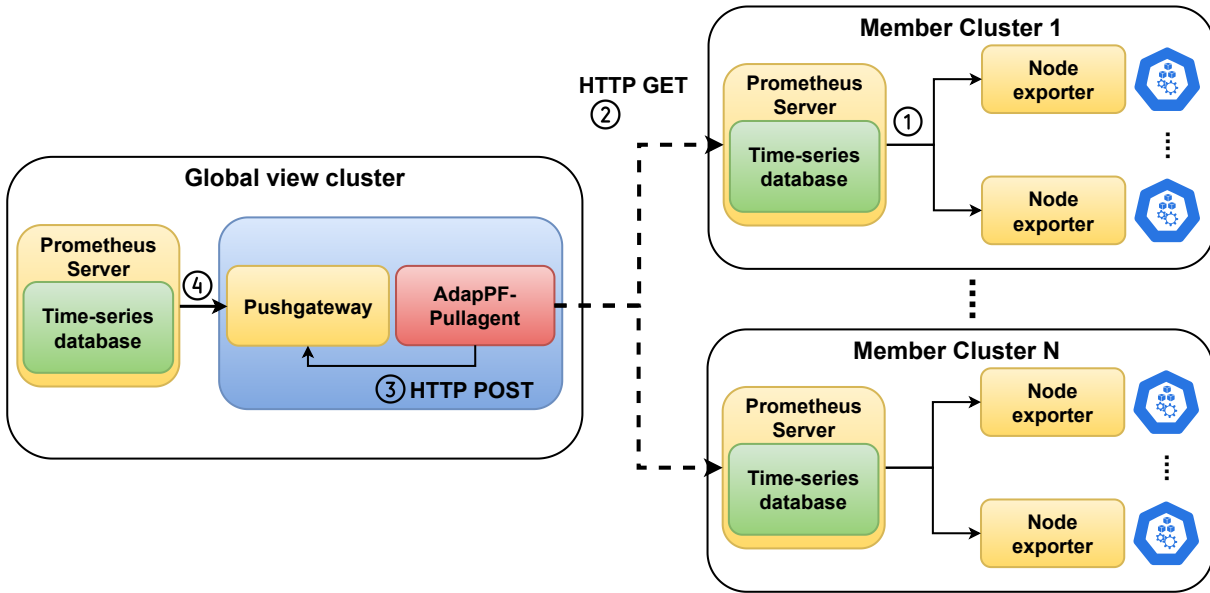 Global view cluster
Prometheus
Server
Time-series
database
4
Pushgateway
AdapPF-
Pullagent
3 HTTP POST
HTTP GET
2
Member Cluster 1
Prometheus
Server
Time-series
database
1
Node
exporter
Node
exporter
Member Cluster N
Prometheus
Server
Time-series
database
Node
exporter
Node
exporter